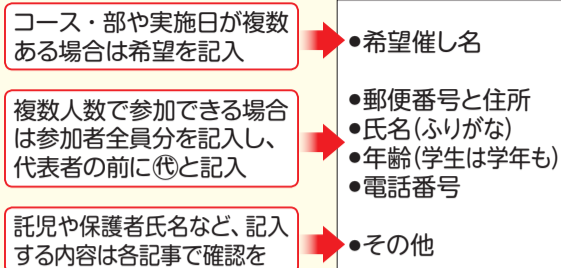 コース・部や実施日が複数
ある場合は希望を記入
●希望催し名
複数人数で参加できる場合
は参加者全員分を記入し、
代表者の前に㈹と記入
●郵便番号と住所
●氏名(ふりがな)
●年齢(学生は学年も)
●電話番号
託児や保護者氏名など、記入
する内容は各記事で確認を
●その他